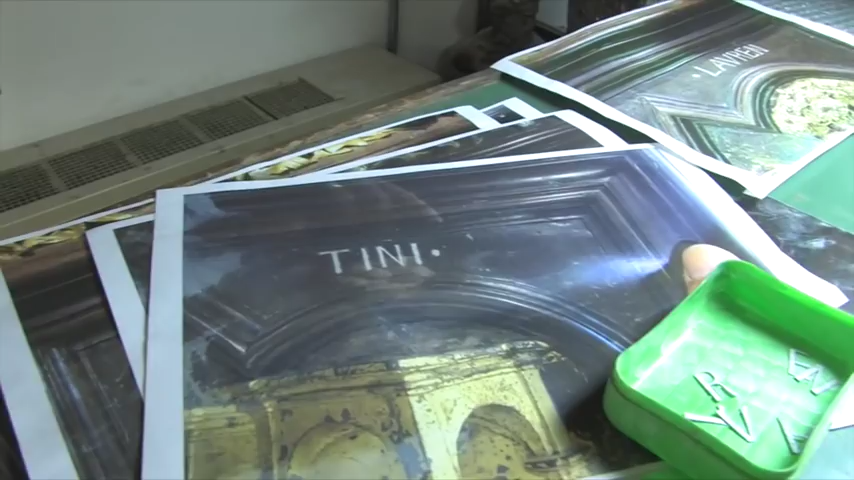 • LAVREN
TINI •
R